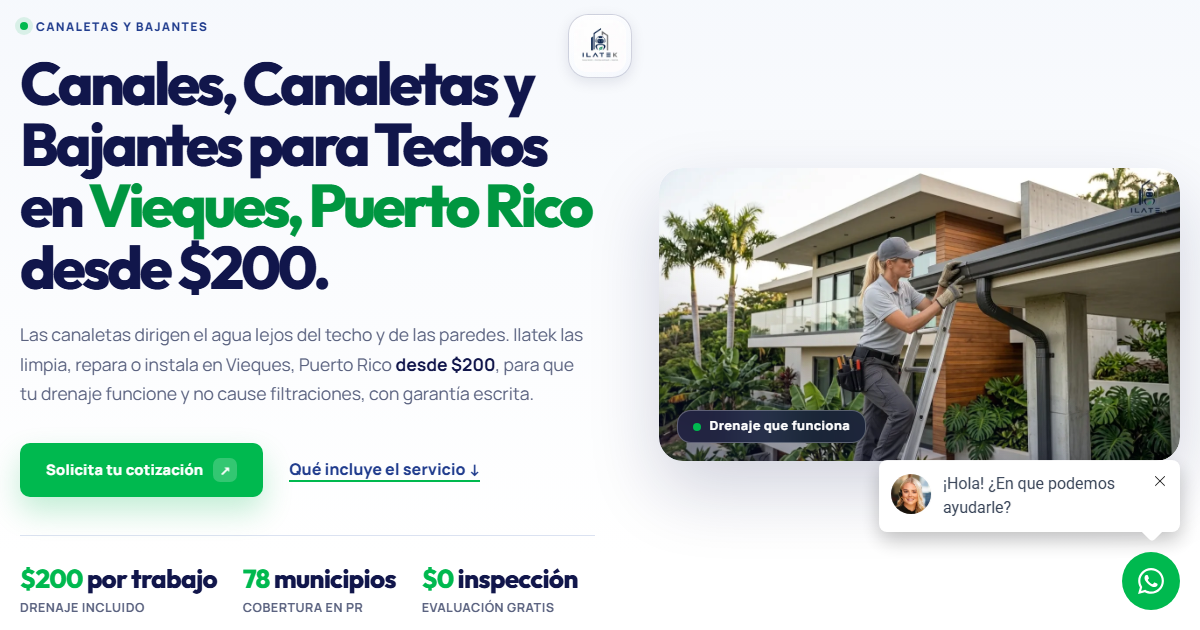 CANALETAS Y BAJANTES
ILATEK
Canales, Canaletas y
Bajantes para Techos
en Vieques, Puerto Rico
desde $200.
Las canaletas dirigen el agua lejos del techo y de las paredes. Ilatek las
limpia, repara o instala en Vieques, Puerto Rico desde $200, para que
tu drenaje funcione y no cause filtraciones, con garantía escrita.
Solicita tu cotización ↗
Qué incluye el servicio ↓
$200 por trabajo
DRENAJE INCLUIDO
78 municipios
COBERTURA EN PR
$0 inspección
EVALUACIÓN GRATIS
ILATEK
Drenaje que funciona
¡Hola! ¿En que podemos
ayudarle?